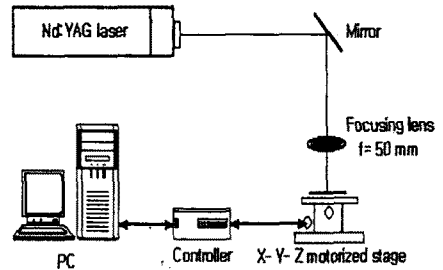 Nd:YAG laser
Mirror
Focusing lens
f= 50 mm
PC
Controller
X- Y- Z motorized stage